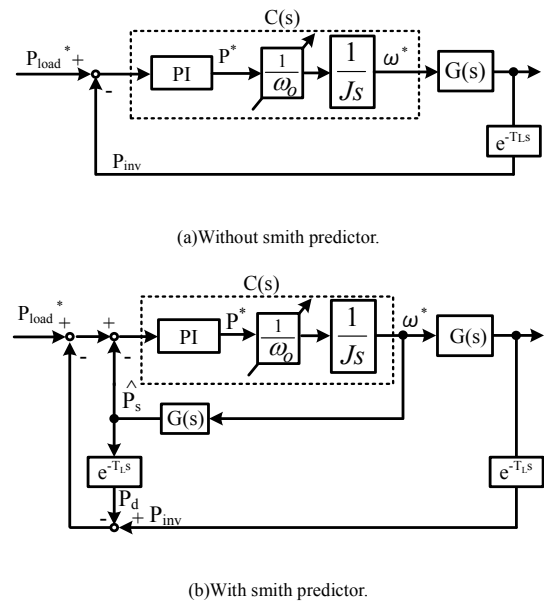 C(s)
P_load* + - PI P* 1/ω_o 1/Js ω* G(s)
e^-T_L s
P_inv
(a)Without smith predictor.
C(s)
P_load* + - + - PI P* 1/ω_o 1/Js ω* G(s)
P̂_s G(s)
e^-T_L s e^-T_L s
P_d
- + P_inv
(b)With smith predictor.